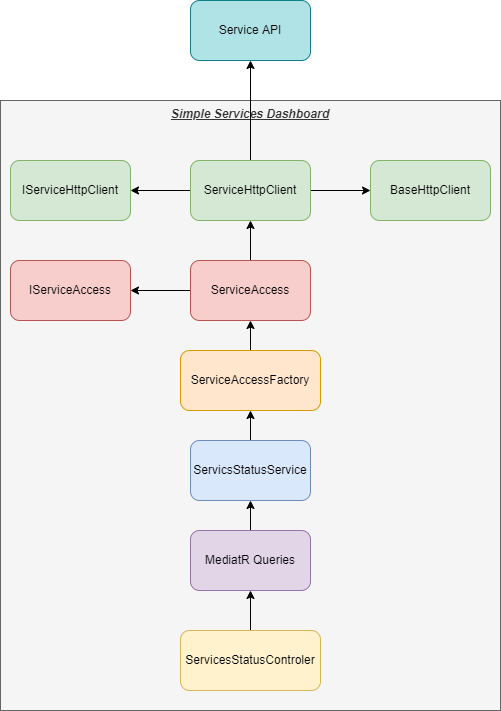 Service API
Simple Services Dashboard
IServiceHttpClient
ServiceHttpClient
BaseHttpClient
IServiceAccess
ServiceAccess
ServiceAccessFactory
ServicsStatusService
MediatR Queries
ServicesStatusControler